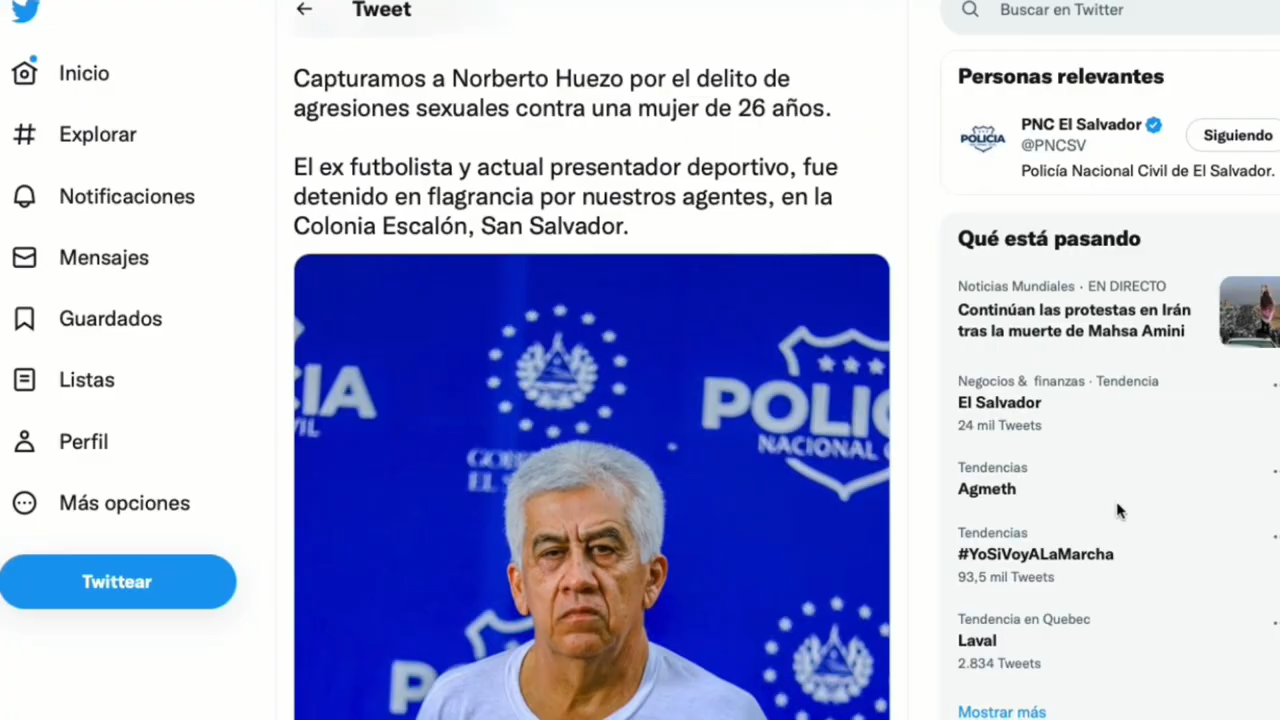 Tweet
Inicio
Explorar
Notificaciones
Mensajes
Guardados
Listas
Perfil
Más opciones
Twittear
Capturamos a Norberto Huezo por el delito de
agresiones sexuales contra una mujer de 26 años.
El ex futbolista y actual presentador deportivo, fue
detenido en flagrancia por nuestros agentes, en la
Colonia Escalón, San Salvador.
POLICIA
NACIONAL
Buscar en Twitter
Personas relevantes
POLICIA
PNC El Salvador
@PNCSV
Siguiendo
Policía Nacional Civil de El Salvador.
Qué está pasando
Noticias Mundiales · EN DIRECTO
Continúan las protestas en Irán
tras la muerte de Mahsa Amini
Negocios & finanzas · Tendencia
El Salvador
24 mil Tweets
Tendencias
Agmeth
Tendencias
#YoSiVoyALaMarcha
93,5 mil Tweets
Tendencia en Quebec
Laval
2.834 Tweets
Mostrar más